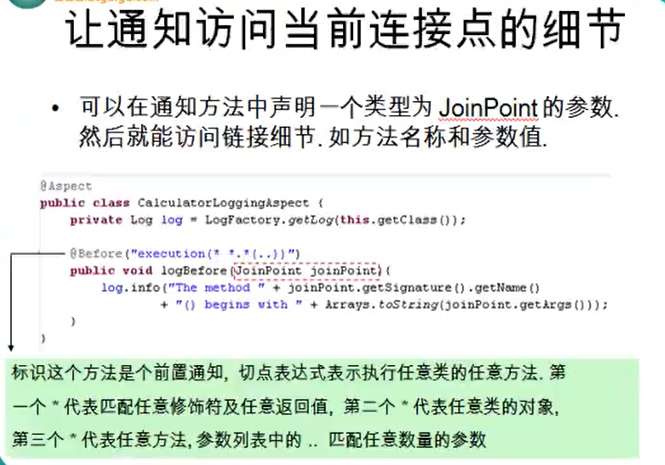 让通知访问当前连接点的细节
• 可以在通知方法中声明一个类型为 JoinPoint 的参数.
然后就能访问链接细节. 如方法名称和参数值.
@Aspect
public class CalculatorLoggingAspect {
private Log log = LogFactory.getLog(this.getClass());
@Before("execution(* *.*(..))")
public void logBefore(JoinPoint joinPoint){
log.info("The method " + joinPoint.getSignature().getName()
+ "() begins with " + Arrays.toString(joinPoint.getArgs()));
}
}
标识这个方法是个前置通知, 切点表达式表示执行任意类的任意方法. 第
一个 * 代表匹配任意修饰符及任意返回值, 第二个 * 代表任意类的对象,
第三个 * 代表任意方法, 参数列表中的 .. 匹配任意数量的参数